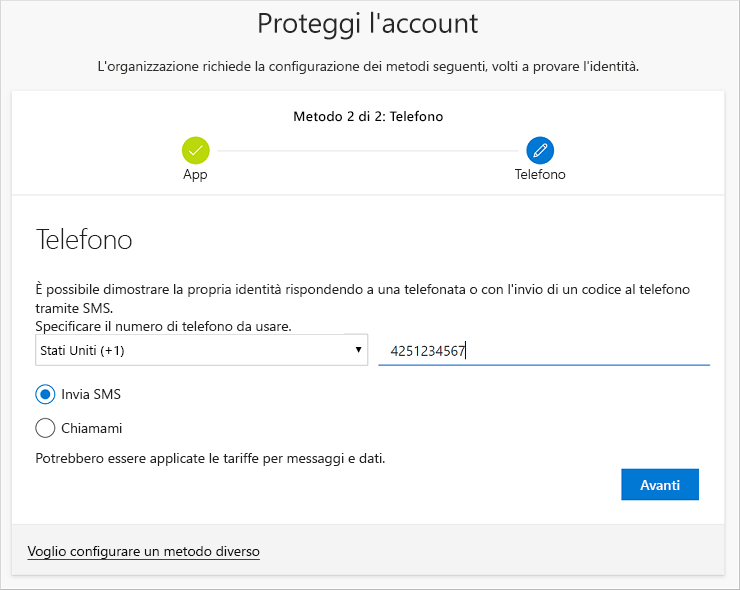 Proteggi l'account
L'organizzazione richiede la configurazione dei metodi seguenti, volti a provare l'identità.
Metodo 2 di 2: Telefono
App
Telefono
Telefono
È possibile dimostrare la propria identità rispondendo a una telefonata o con l'invio di un codice al telefono
tramite SMS.
Specificare il numero di telefono da usare.
Stati Uniti (+1)
4251234567
Invia SMS
Chiamami
Potrebbero essere applicate le tariffe per messaggi e dati.
Avanti
Voglio configurare un metodo diverso